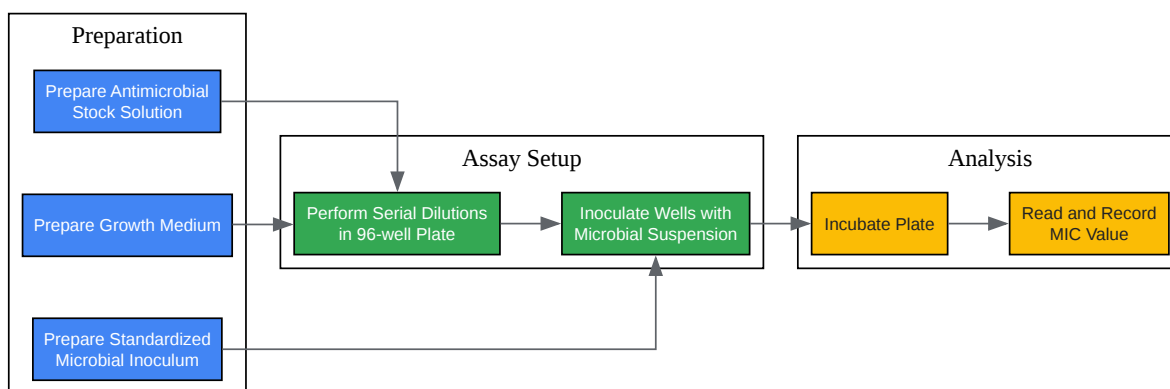 Preparation
Prepare Antimicrobial
Stock Solution
Prepare Growth Medium
Prepare Standardized
Microbial Inoculum
Assay Setup
Perform Serial Dilutions
in 96-well Plate
Inoculate Wells with
Microbial Suspension
Analysis
Incubate Plate
Read and Record
MIC Value